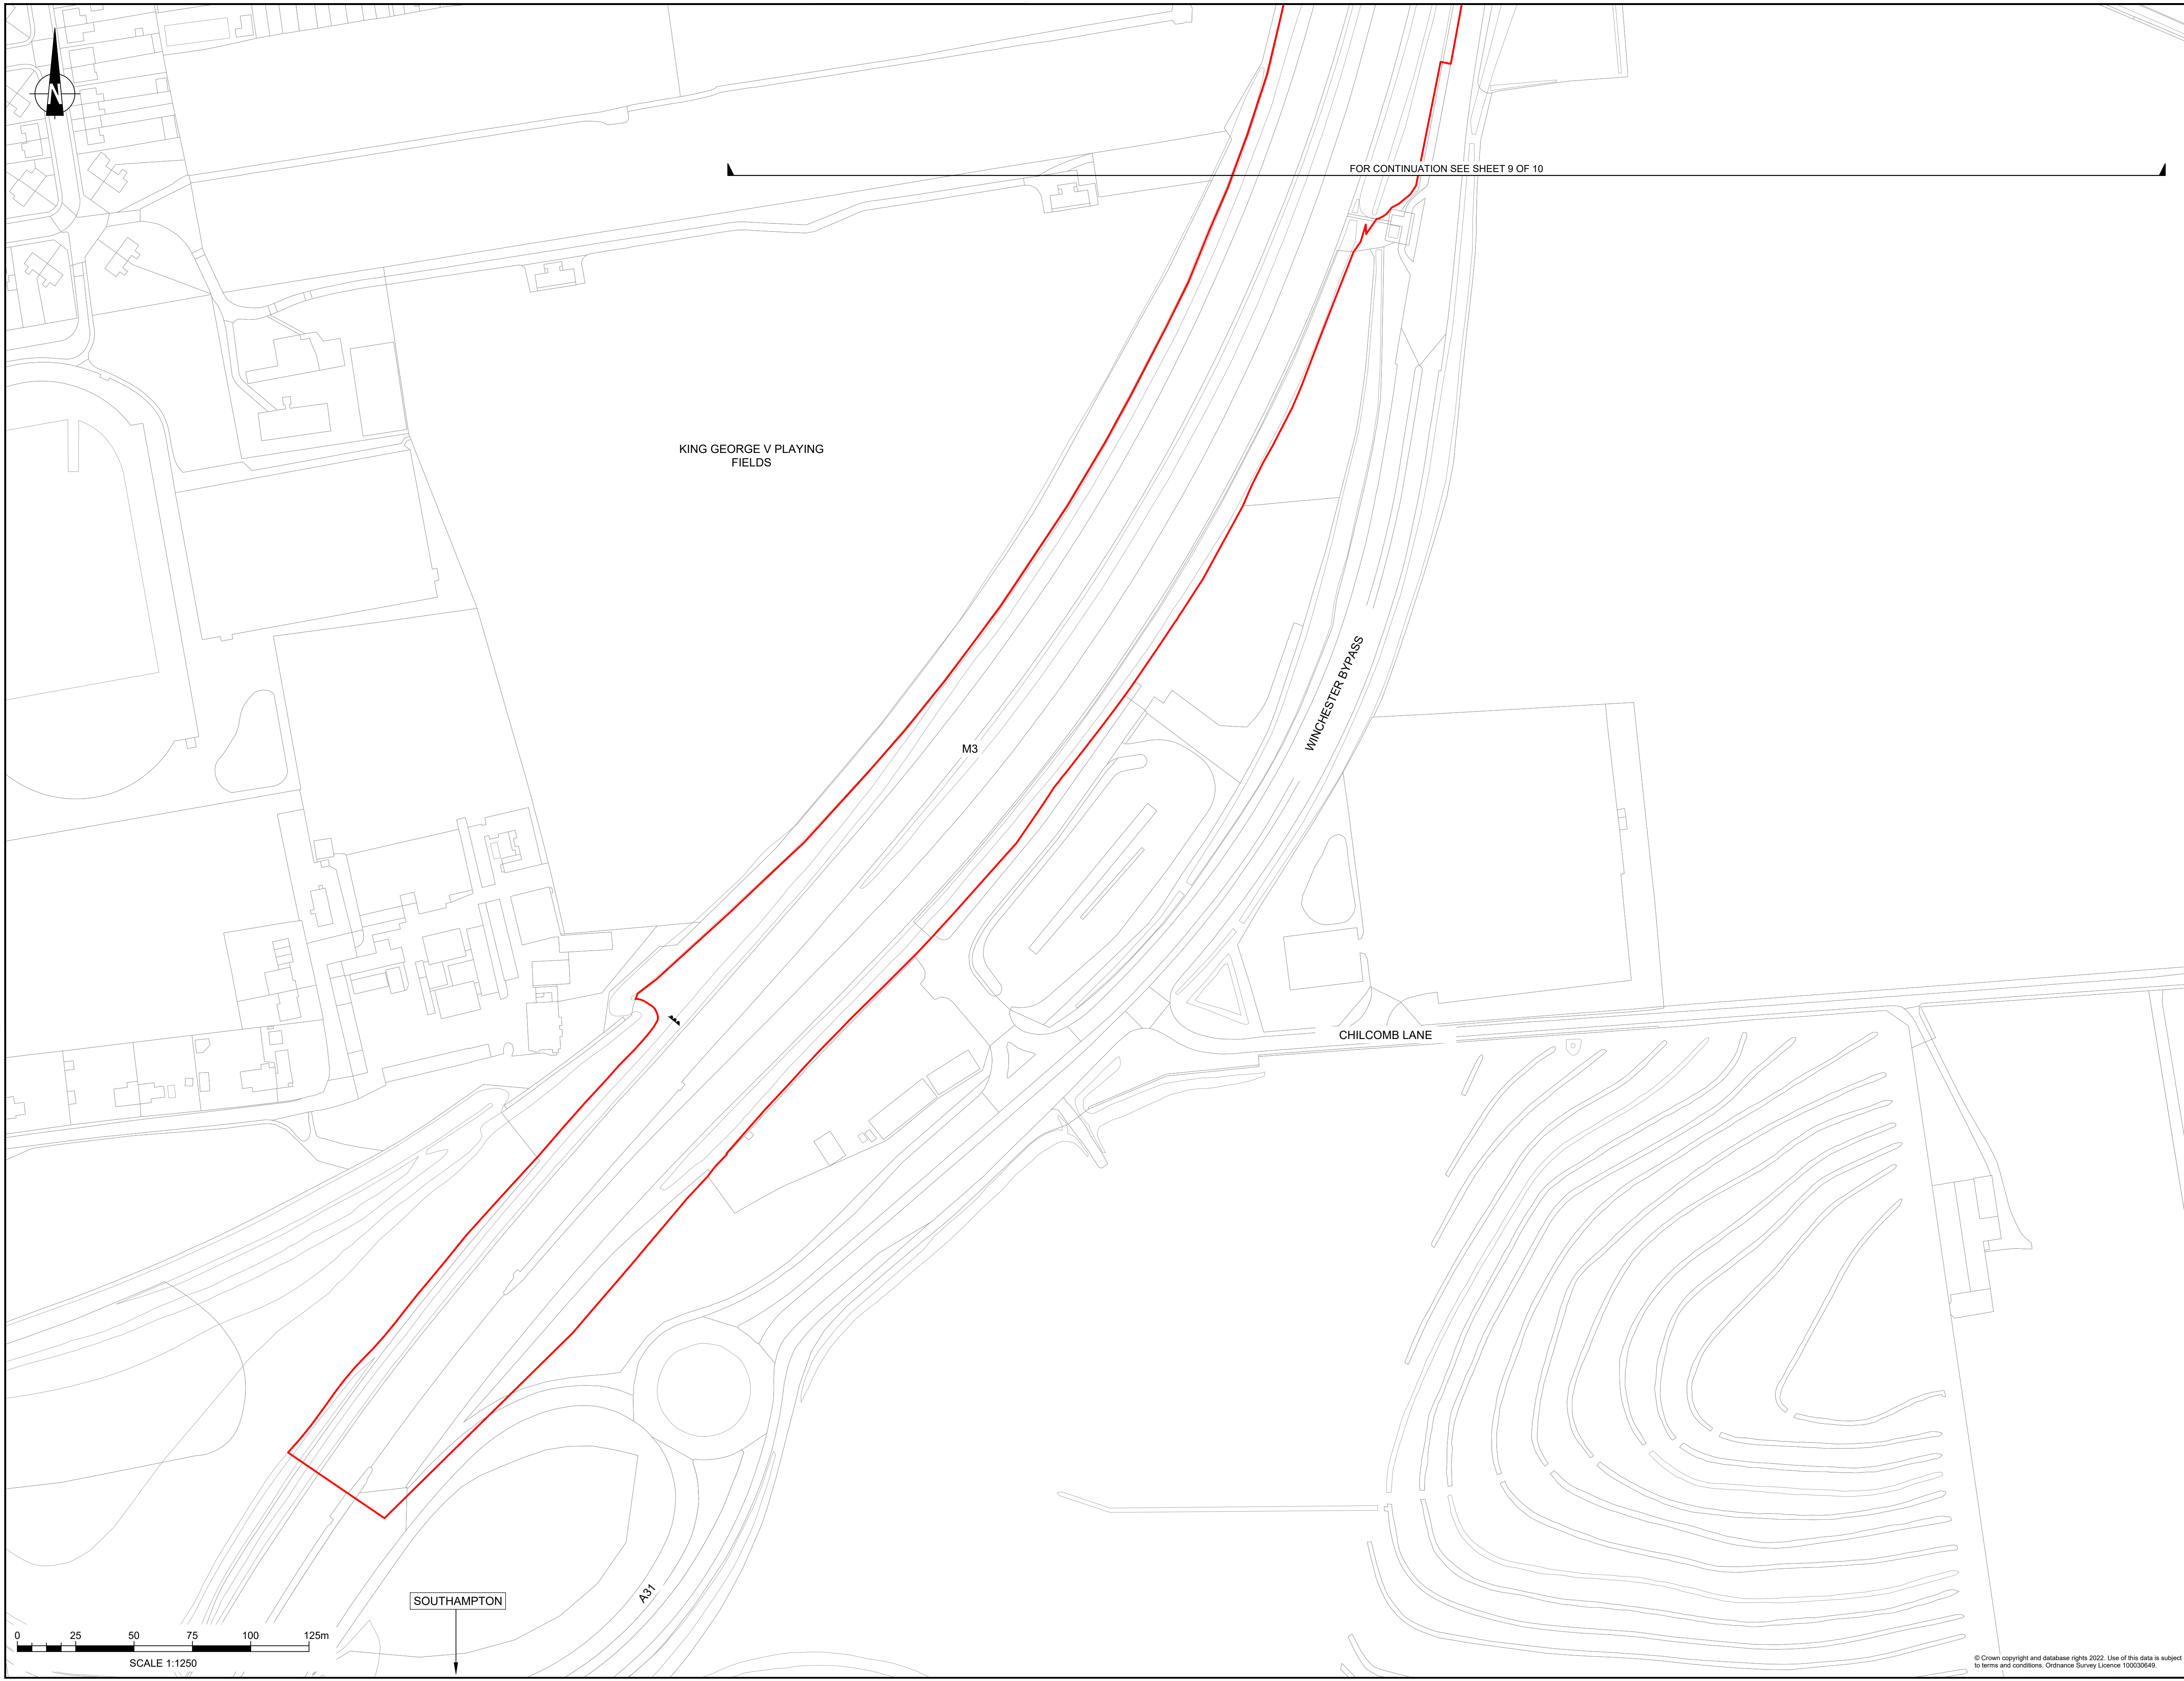 N
FOR CONTINUATION SEE SHEET 9 OF 10
KING GEORGE V PLAYING
FIELDS
WINCHESTER BYPASS
M3
CHILCOMB LANE
A31
SOUTHAMPTON
0 25 50 75 100 125m
SCALE 1:1250
© Crown copyright and database rights 2022. Use of this data is subject
to terms and conditions. Ordnance Survey Licence 100030649.